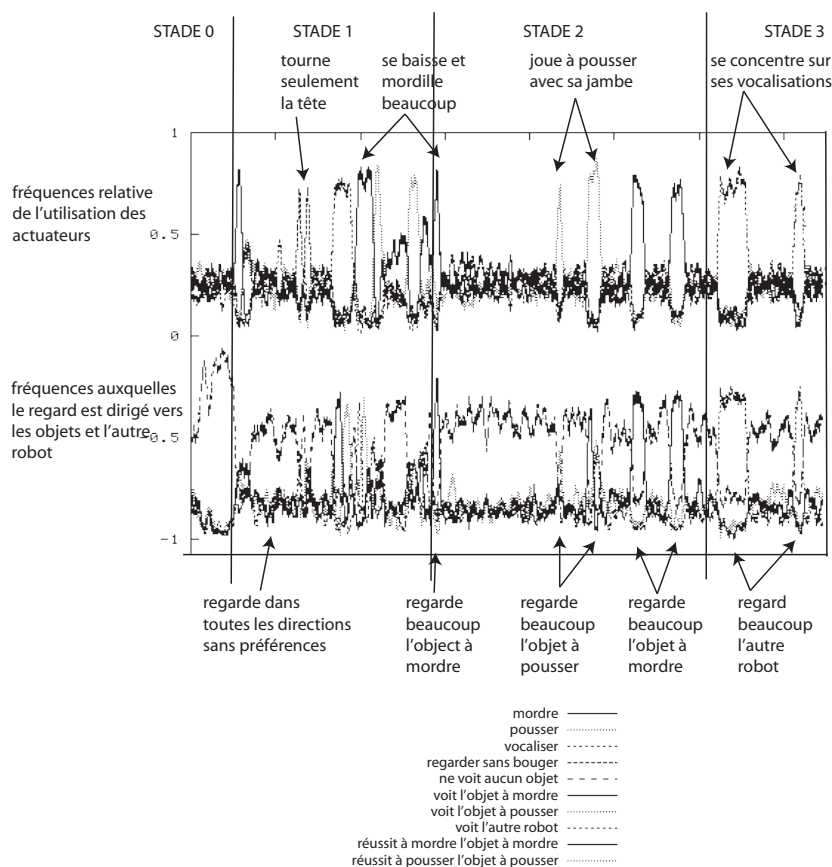 STADE 0 STADE 1 STADE 2 STADE 3
tourne
seulement
la tête
se baisse et
mordille
beaucoup
joue à pousser
avec sa jambe
se concentre sur
ses vocalisations
1
fréquences relative
de l'utilisation des
actuateurs
0.5
0
fréquences auxquelles
le regard est dirigé vers
les objets et l'autre
robot
-0.5
-1
regarde dans
toutes les directions
sans préférences
regarde
beaucoup
l'object à
mordre
regarde
beaucoup
l'objet à
pousser
regarde
beaucoup
l'objet à
mordre
regard
beaucoup
l'autre
robot
mordre
pousser
vocaliser
regarder sans bouger
ne voit aucun objet
voit l'objet à mordre
voit l'objet à pousser
voit l'autre robot
réussit à mordre l'objet à mordre
réussit à pousser l'objet à pousser